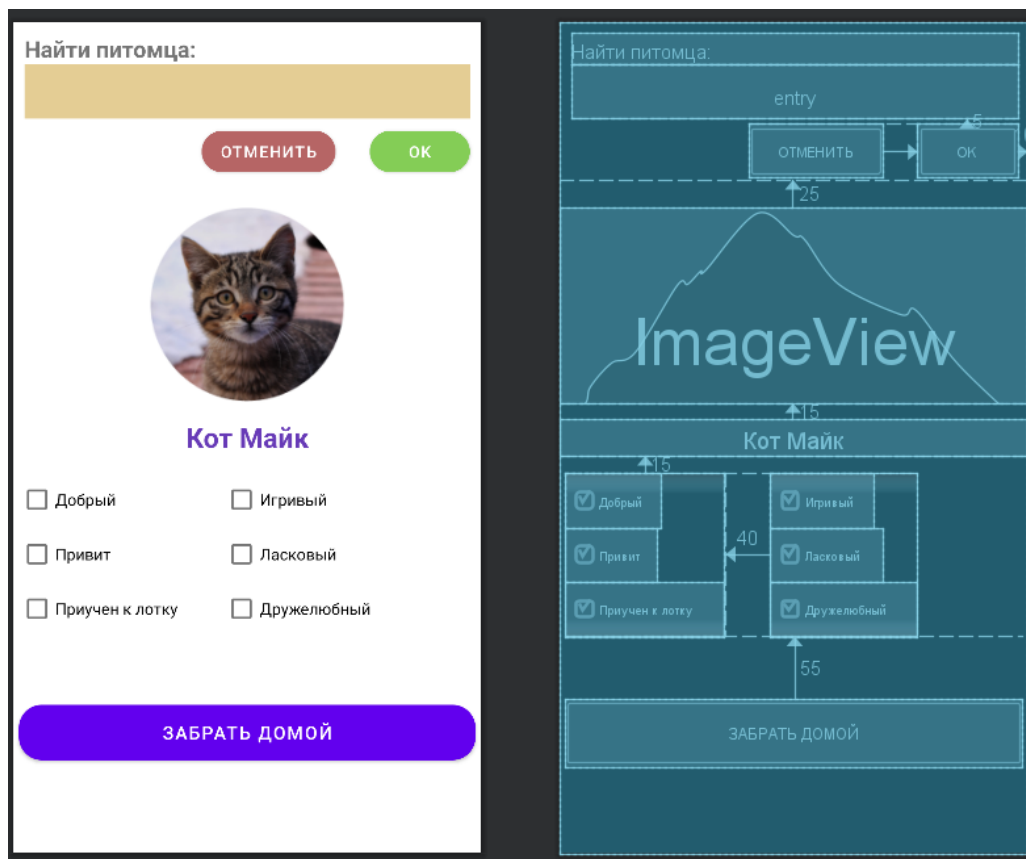 Найти питомца:
ОТМЕНИТЬ
ОК
Кот Майк
Добрый
Игривый
Привит
Ласковый
Приучен к лотку
Дружелюбный
ЗАБРАТЬ ДОМОЙ
Найти питомца:
entry
5
ОТМЕНИТЬ
ОК
25
ImageView
15
Кот Майк
15
Добрый
Игривый
40
Привит
Ласковый
Приучен к лотку
Дружелюбный
55
ЗАБРАТЬ ДОМОЙ